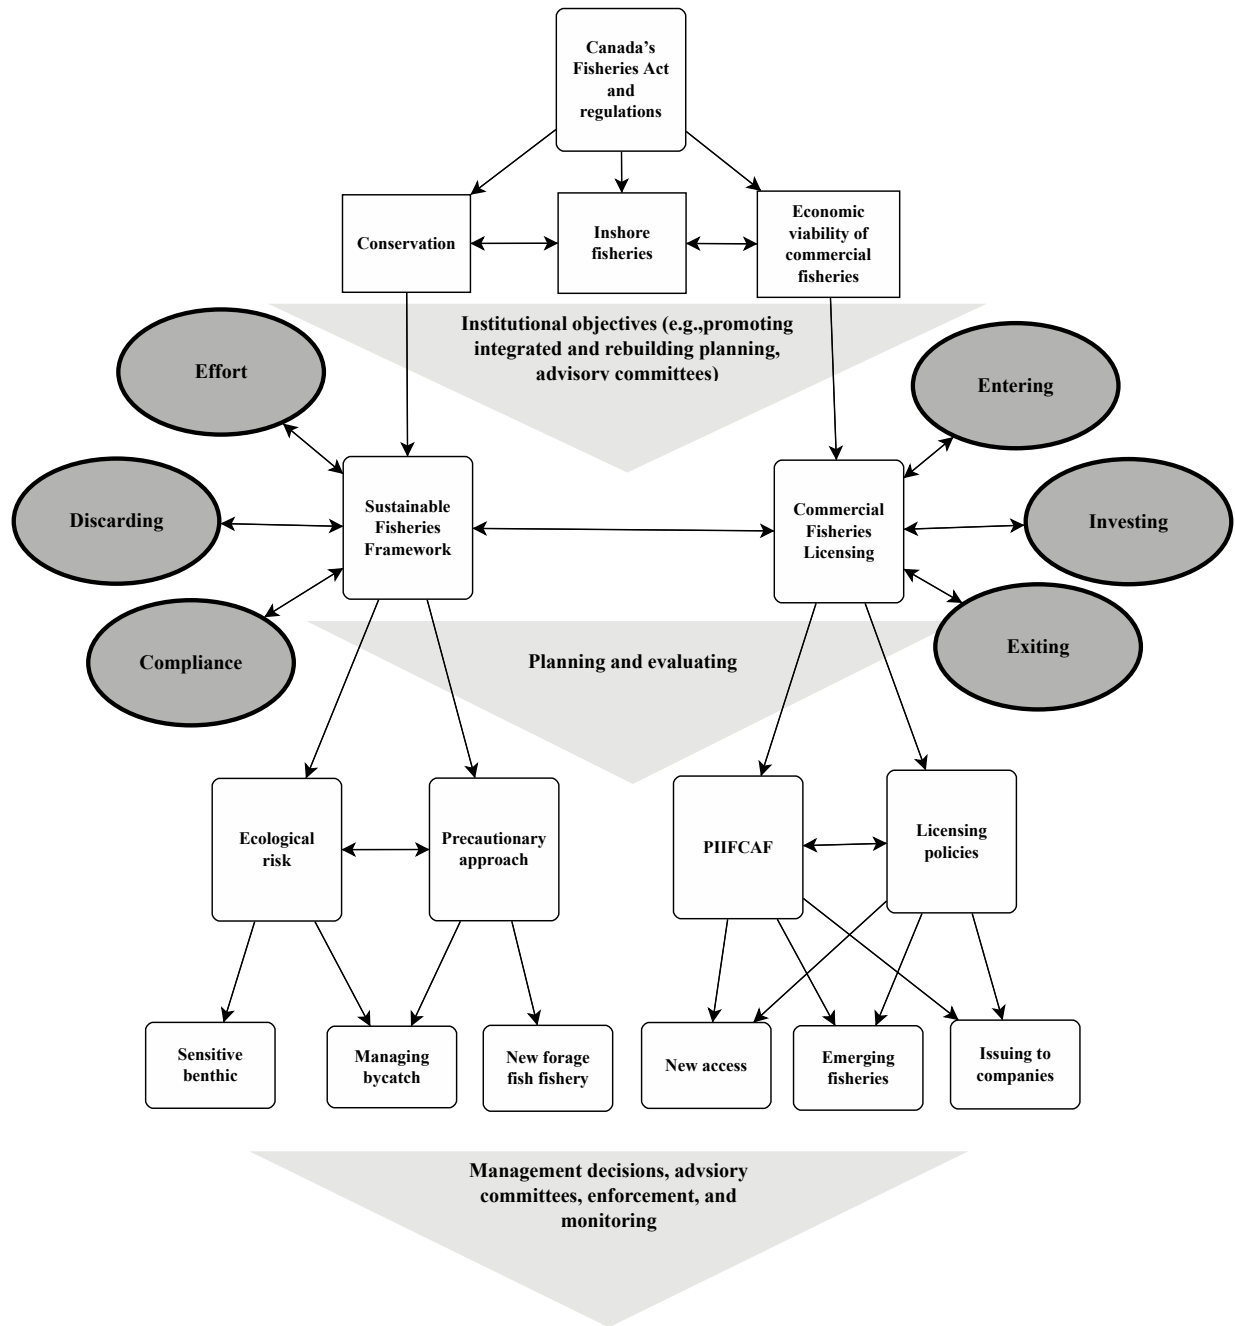 Canada’s
Fisheries Act
and
regulations
Conservation
Inshore
fisheries
Economic
viability of
commercial
fisheries
Institutional objectives (e.g.,promoting
integrated and rebuilding planning,
advisory committees)
Effort
Entering
Discarding
Sustainable
Fisheries
Framework
Commercial
Fisheries
Licensing
Investing
Compliance
Planning and evaluating
Exiting
Ecological
risk
Precautionary
approach
PIIFCAF
Licensing
policies
Sensitive
benthic
Managing
bycatch
New forage
fish fishery
New access
Emerging
fisheries
Issuing to
companies
Management decisions, advsiory
committees, enforcement, and
monitoring